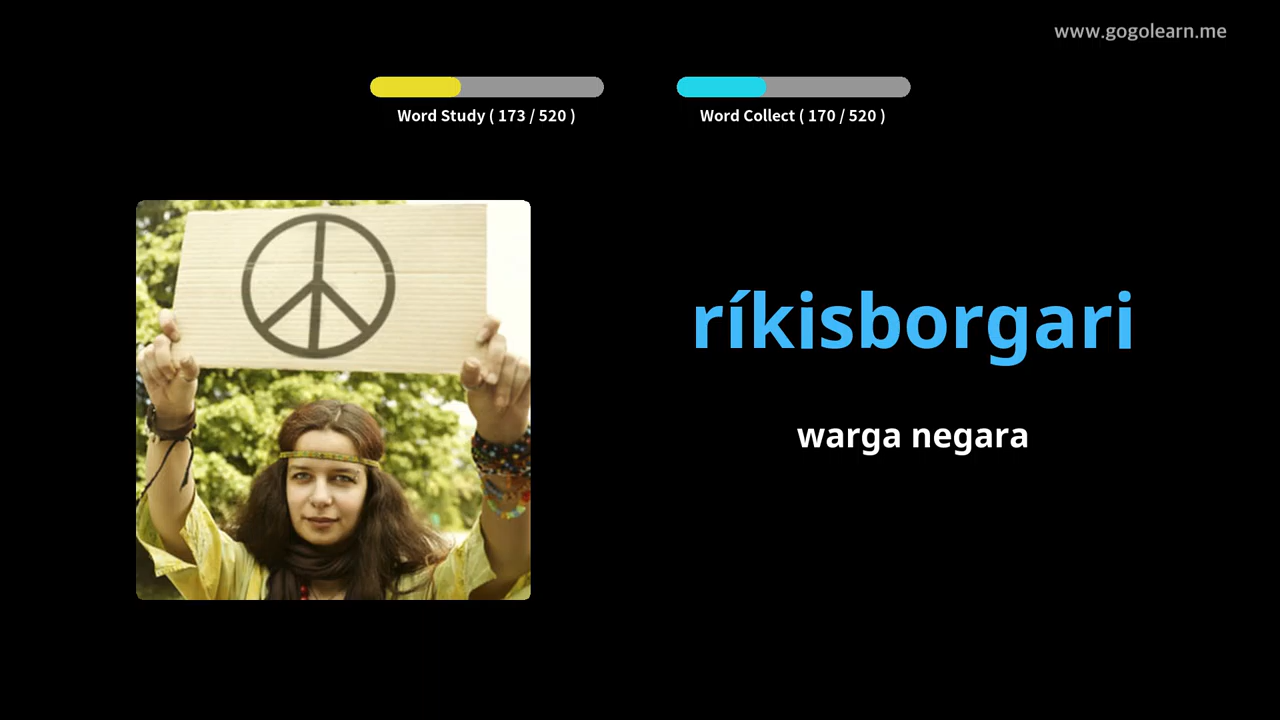 www.gogolearn.me
Word Study ( 173 / 520 )
Word Collect ( 170 / 520 )
ríkisborgari
warga negara